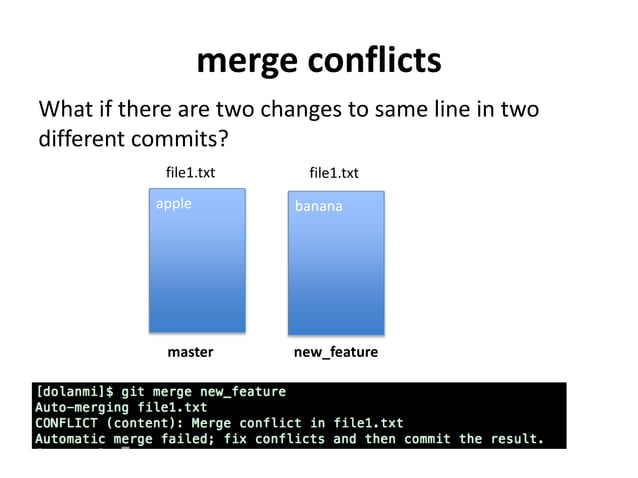 merge conflicts
What if there are two changes to same line in two
different commits?
file1.txt file1.txt
apple banana
master new_feature
[dolanmi]$ git merge new_feature
Auto-merging file1.txt
CONFLICT (content): Merge conflict in file1.txt
Automatic merge failed; fix conflicts and then commit the result.